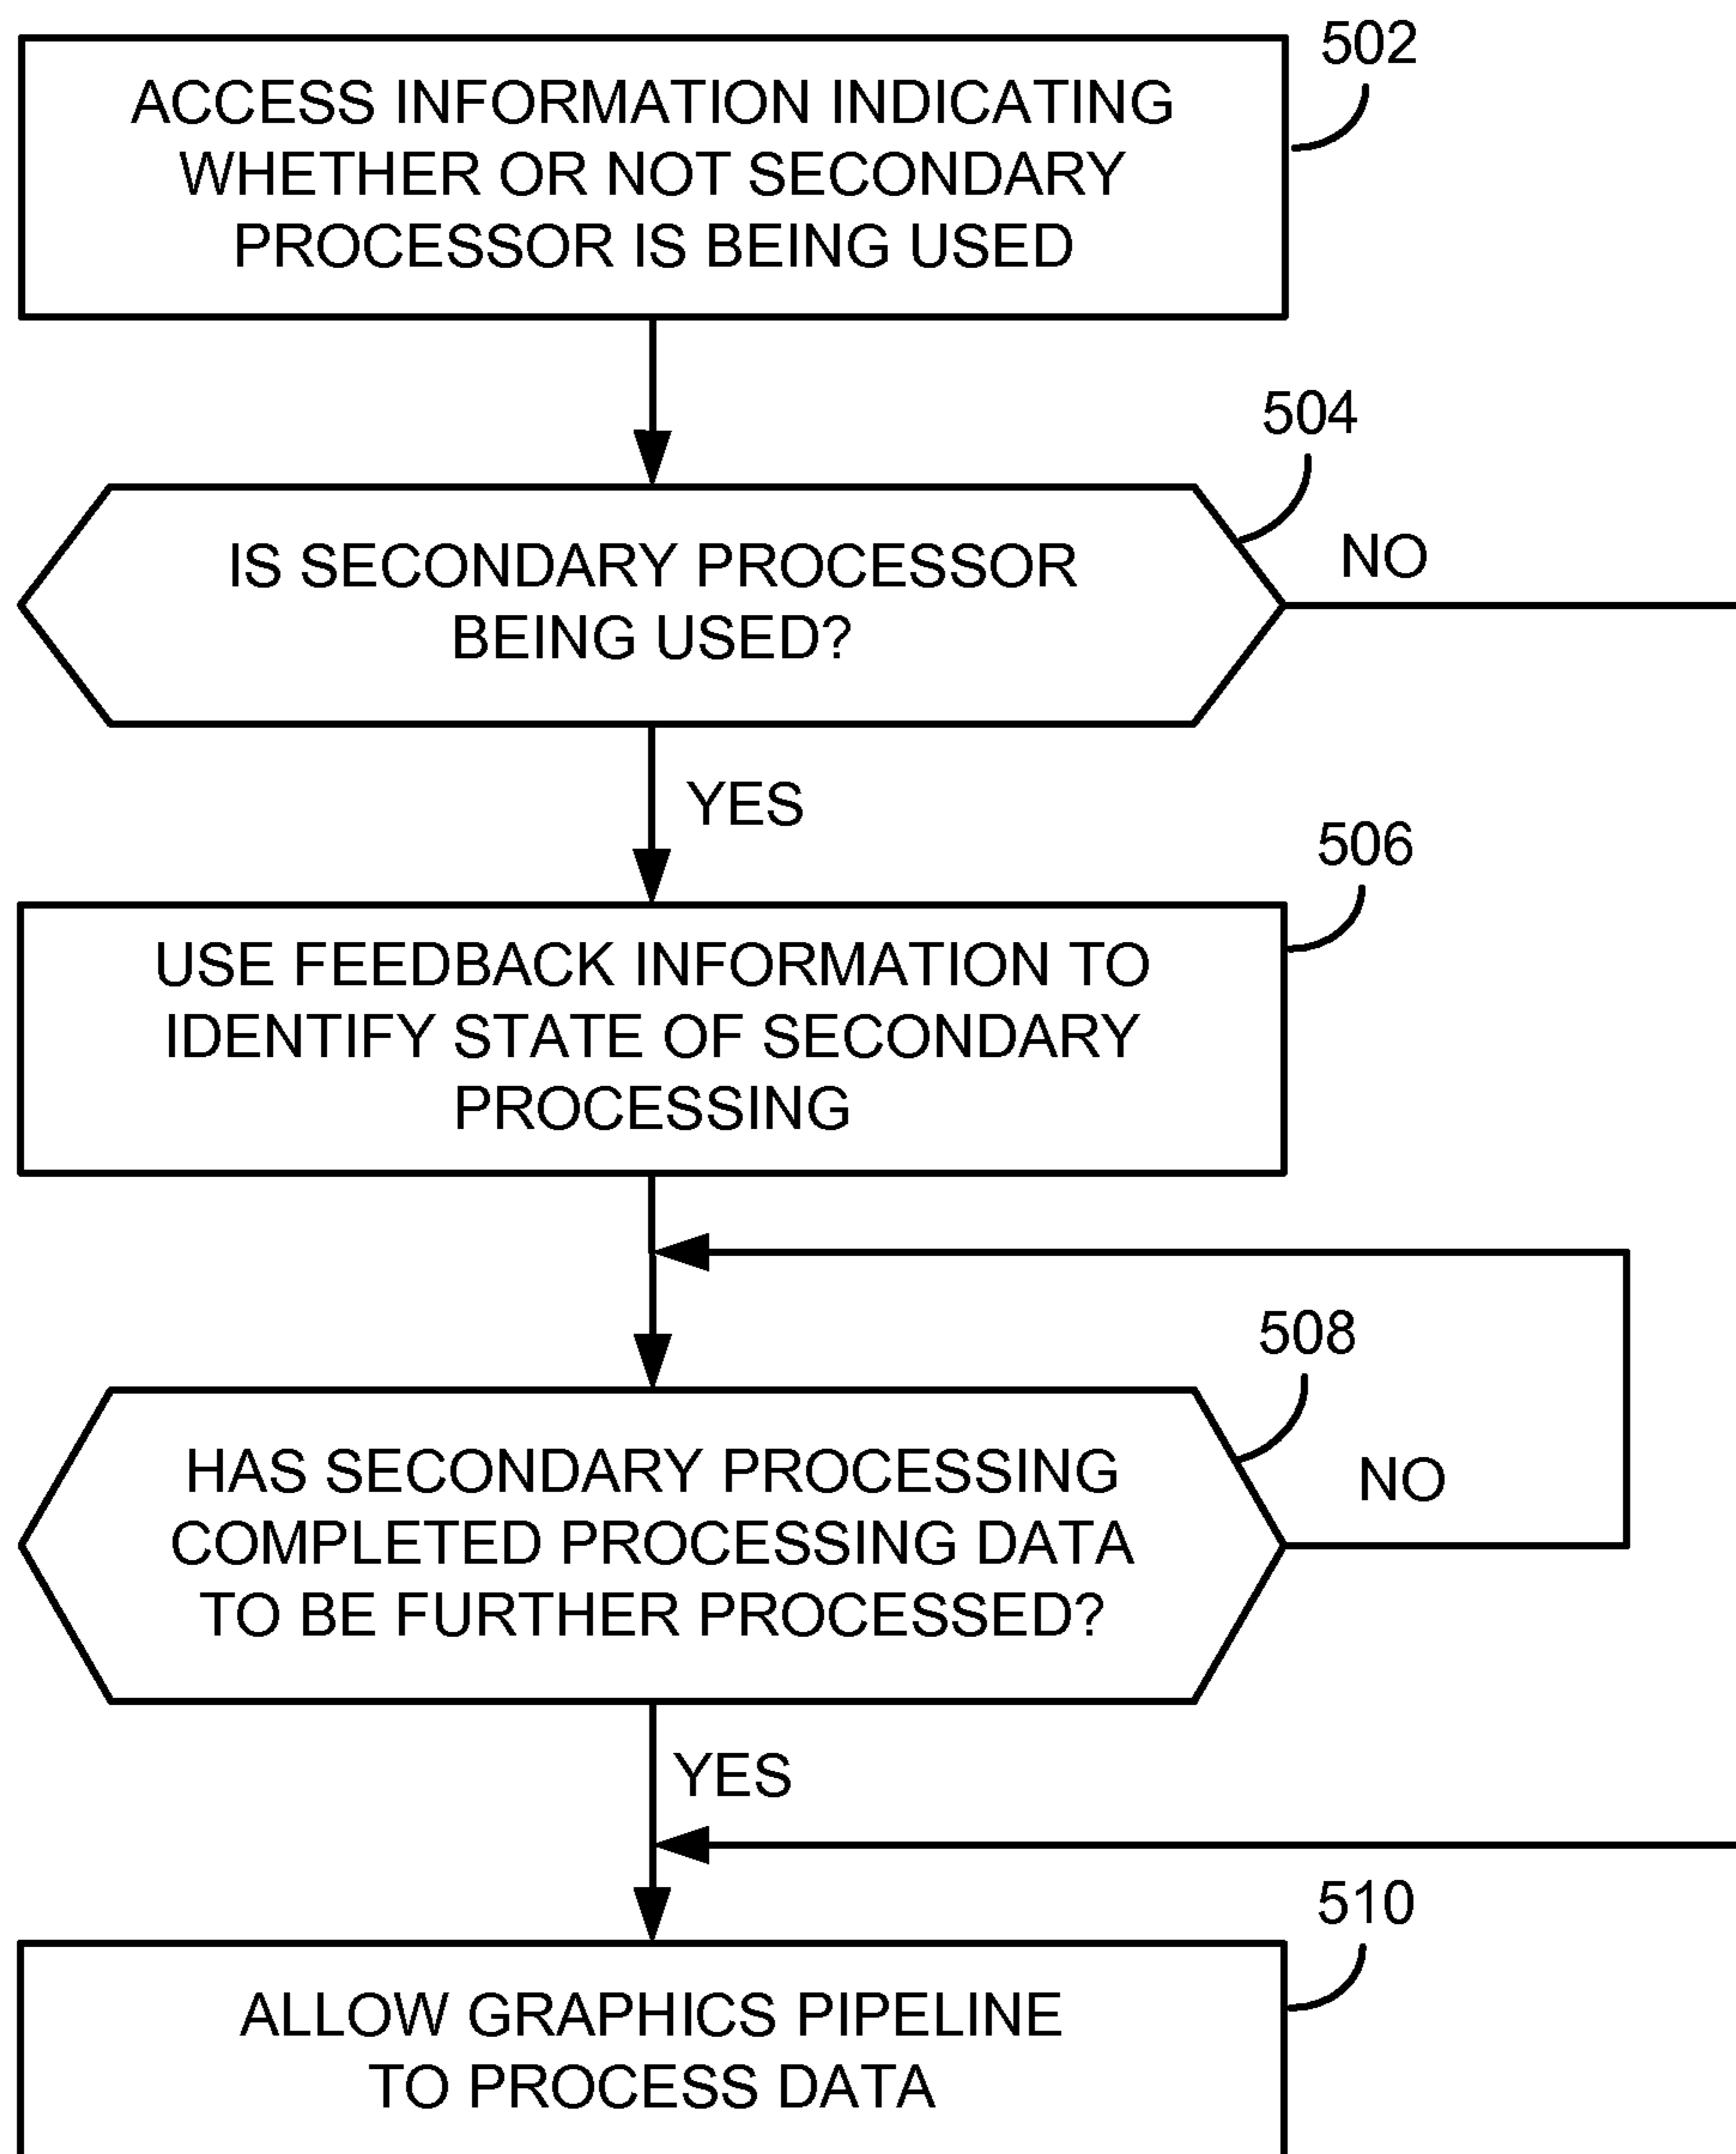 502
ACCESS INFORMATION INDICATING
WHETHER OR NOT SECONDARY
PROCESSOR IS BEING USED
504
IS SECONDARY PROCESSOR
BEING USED?
NO
YES
506
USE FEEDBACK INFORMATION TO
IDENTIFY STATE OF SECONDARY
PROCESSING
508
HAS SECONDARY PROCESSING
COMPLETED PROCESSING DATA
TO BE FURTHER PROCESSED?
NO
YES
510
ALLOW GRAPHICS PIPELINE
TO PROCESS DATA